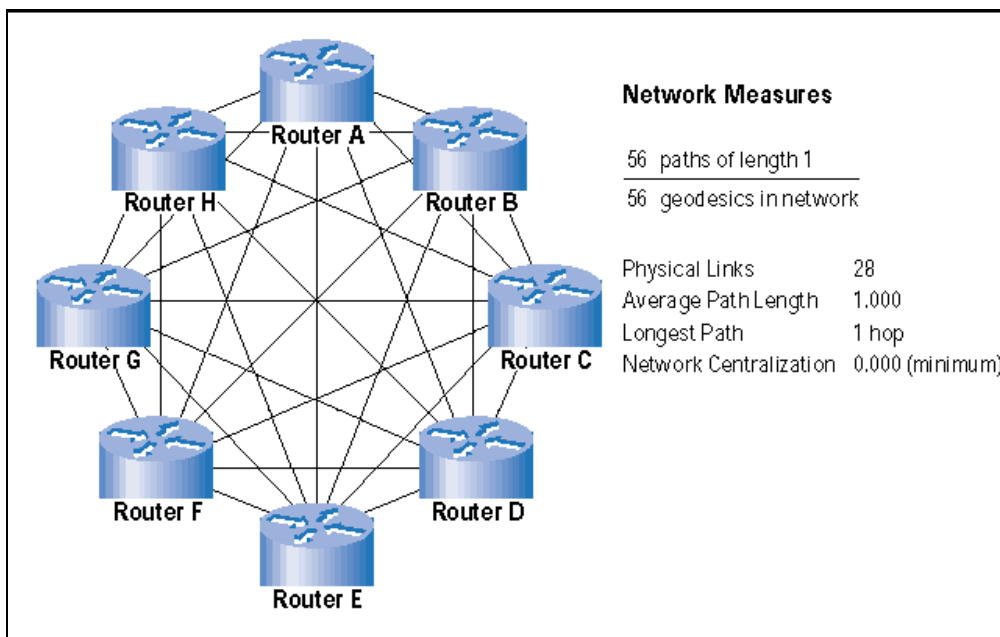 Router A
Router H
Router B
Router G
Router C
Router F
Router D
Router E
Network Measures
56 paths of length 1
56 geodesics in network
Physical Links 28
Average Path Length 1.000
Longest Path 1 hop
Network Centralization 0.000 (minimum)